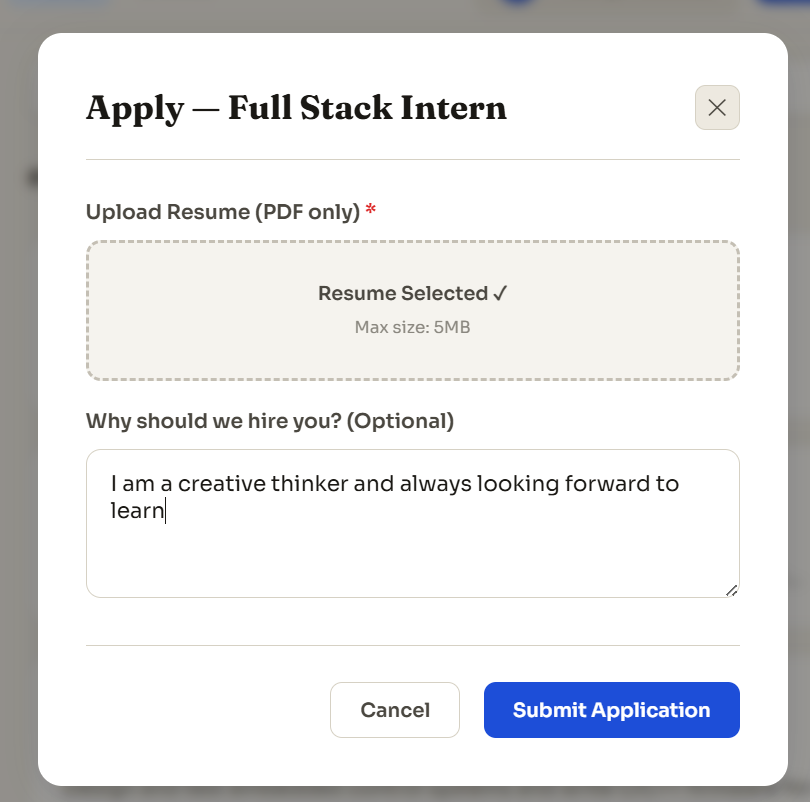 Apply — Full Stack Intern
Upload Resume (PDF only) *
Resume Selected ✓
Max size: 5MB
Why should we hire you? (Optional)
I am a creative thinker and always looking forward to
learn
Cancel
Submit Application